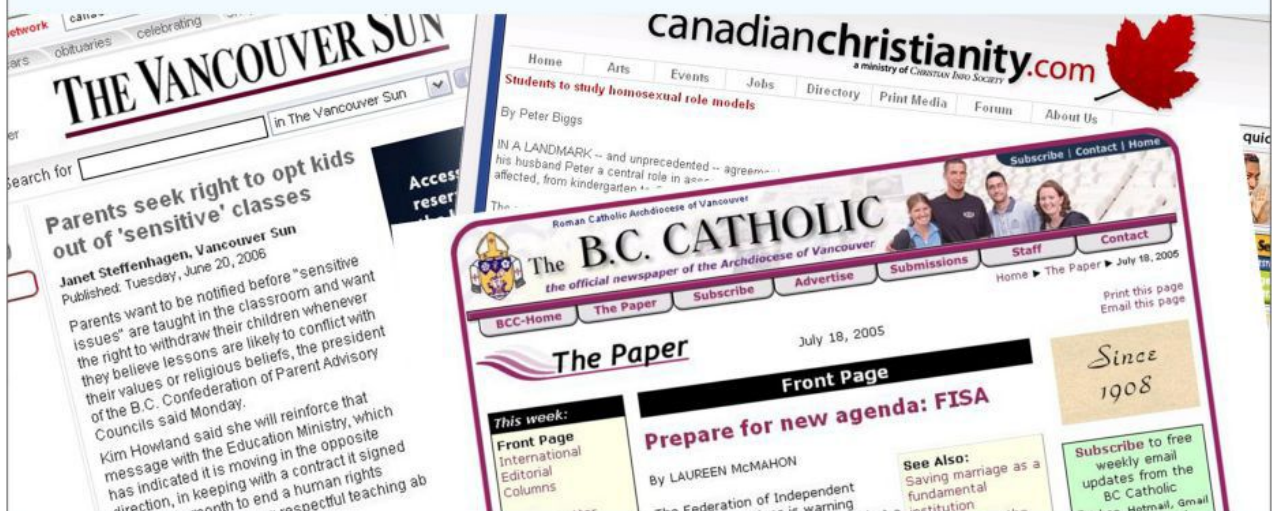 network
obituaries
celebrating
THE VANCOUVER SUN
Search for
in The Vancouver Sun
Parents seek right to opt kids
out of 'sensitive' classes
Janet Steffenhagen, Vancouver Sun
Published: Tuesday, June 20, 2006
Parents want to be notified before "sensitive
issues" are taught in the classroom and want
the right to withdraw their children whenever
they believe lessons are likely to conflict with
their values or religious beliefs, the president
of the B.C. Confederation of Parent Advisory
Councils said Monday.
Kim Howland said she will reinforce that
message with the Education Ministry, which
has indicated it is moving in the opposite
direction, in keeping with a contract it signed
month to end a human rights
respectful teaching ab
canadianchristianity.com
a ministry of CHRISTIAN INFO SOCIETY
Home Arts Events Jobs Directory Print Media Forum About Us
Students to study homosexual role models
By Peter Biggs
IN A LANDMARK -- and unprecedented --
his husband Peter a central role in
affected, from kindergarten
Subscribe | Contact | Home
Roman Catholic Archdiocese of Vancouver
The B.C. CATHOLIC
the official newspaper of the Archdiocese of Vancouver
BCC-Home The Paper Subscribe Advertise Submissions Staff Contact
Home ▶ The Paper ▶ July 18, 2005
Print this page
Email this page
The Paper
July 18, 2005
Since
1908
Front Page
This week:
Front Page
International
Editorial
Columns
Prepare for new agenda: FISA
By LAUREEN McMAHON
The Federation of Independent
is warning
See Also:
Saving marriage as a
fundamental
institution
Subscribe to free
weekly email
updates from the
BC Catholic
Hotmail, Gmail